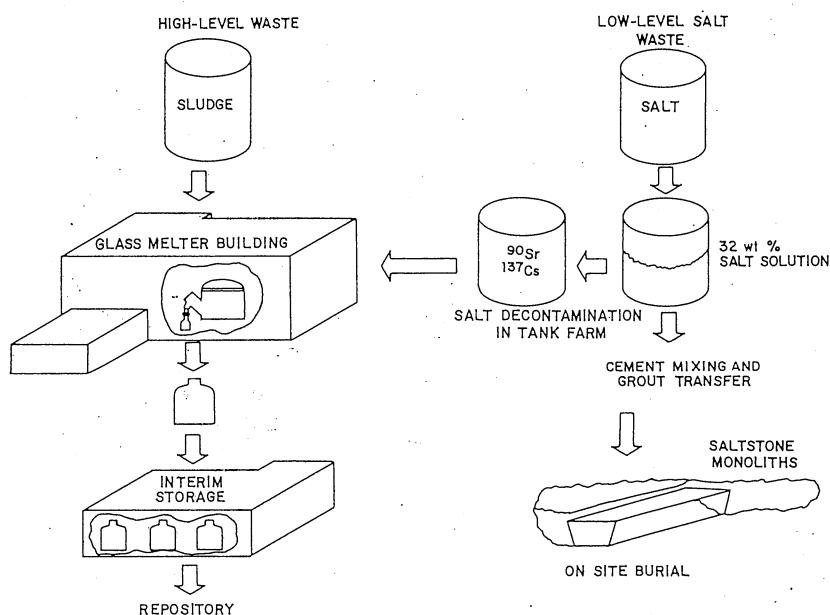 HIGH-LEVEL WASTE
SLUDGE
GLASS MELTER BUILDING
INTERIM
STORAGE
REPOSITORY
LOW-LEVEL SALT
WASTE
SALT
32 wt %
SALT SOLUTION
90Sr
137Cs
SALT DECONTAMINATION
IN TANK FARM
CEMENT MIXING AND
GROUT TRANSFER
SALTSTONE
MONOLITHS
ON SITE BURIAL